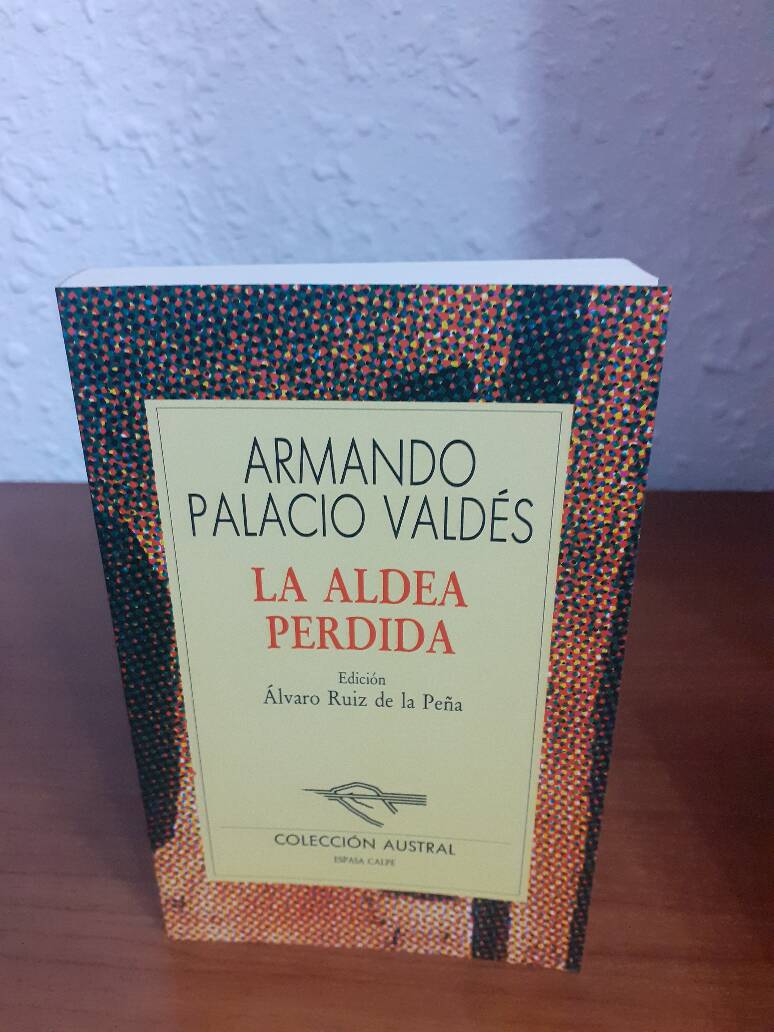 ARMANDO
PALACIO VALDÉS
LA ALDEA
PERDIDA
Edición
Álvaro Ruiz de la Peña
COLECCIÓN AUSTRAL
ESPASA CALPE